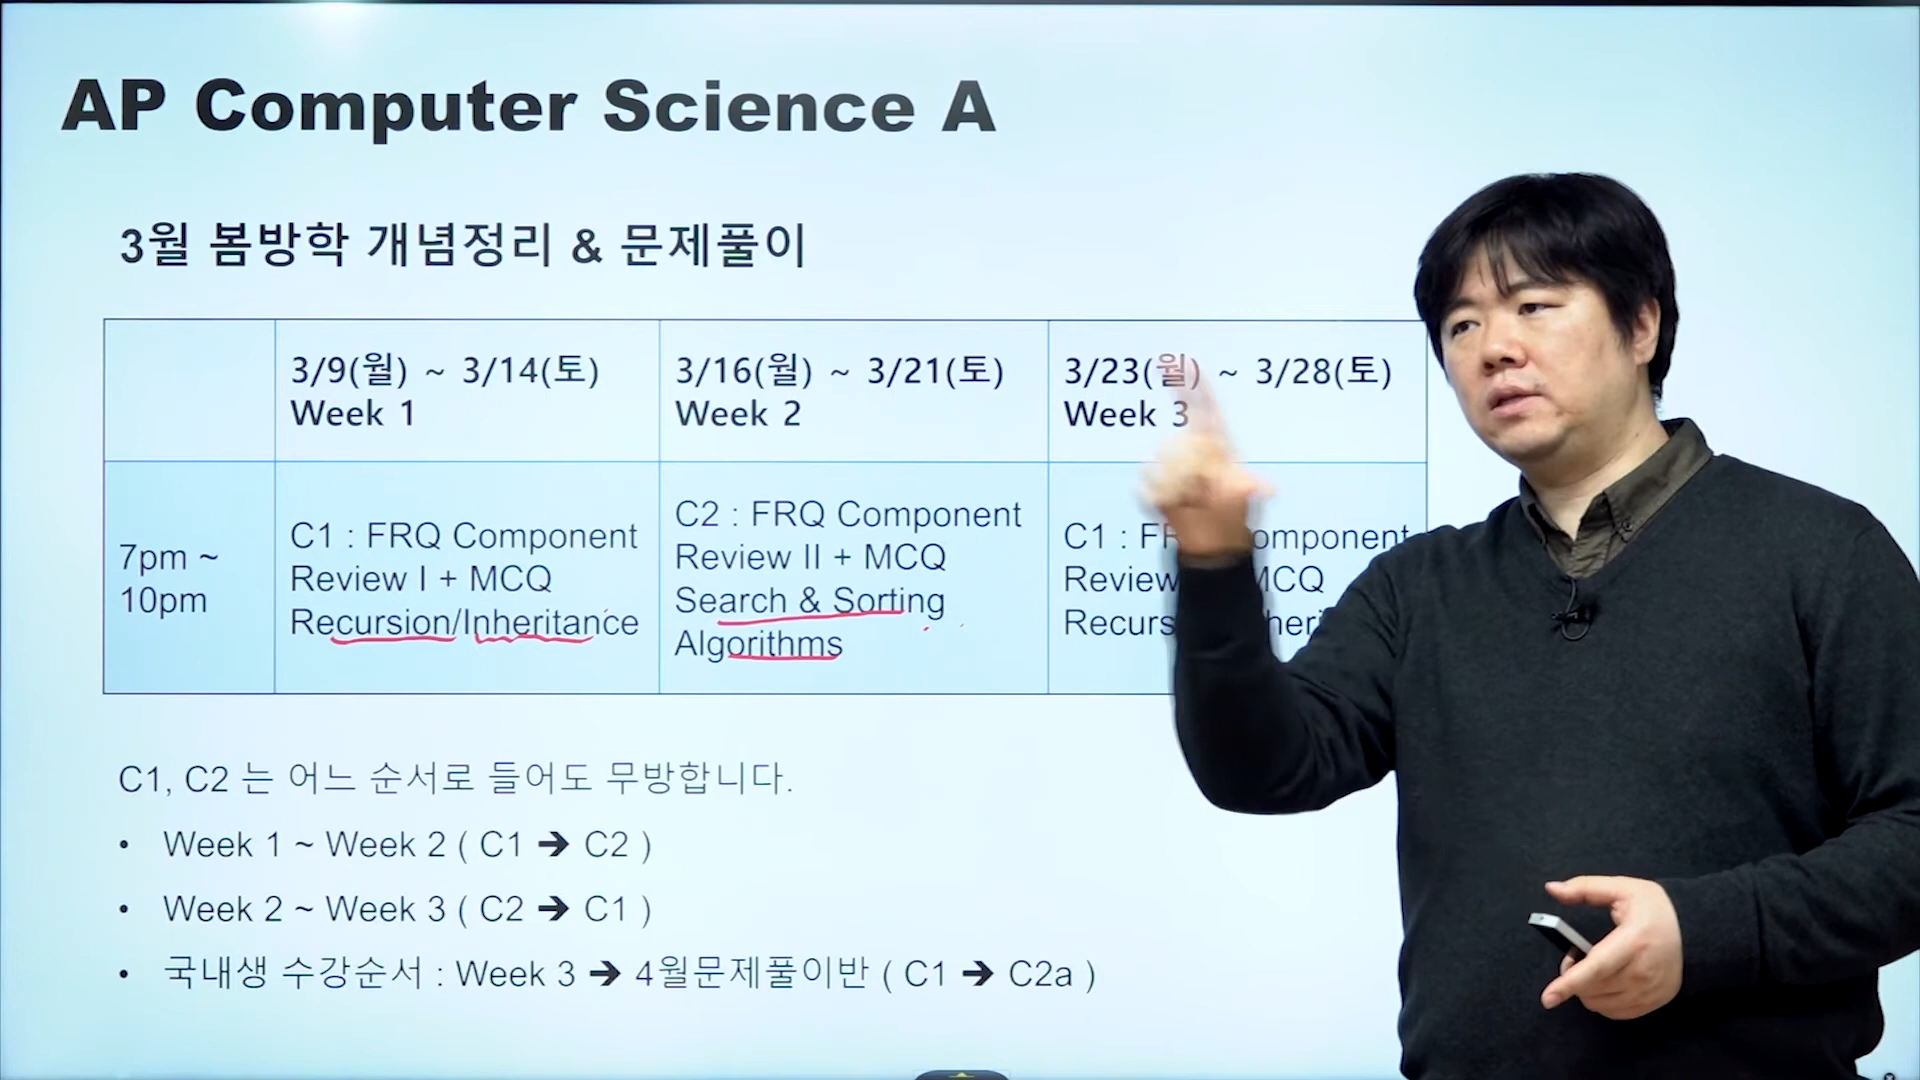 AP Computer Science A
3월 봄방학 개념정리 & 문제풀이
3/9(월) ~ 3/14(토)
Week 1
3/16(월) ~ 3/21(토)
Week 2
3/23(월) ~ 3/28(토)
Week 3
7pm ~
10pm
C1 : FRQ Component
Review I + MCQ
Recursion/Inheritance
C2 : FRQ Component
Review II + MCQ
Search & Sorting
Algorithms
C1 :
Review
C1, C2 는 어느 순서로 들어도 무방합니다.
• Week 1 ~ Week 2 ( C1 ➔ C2 )
• Week 2 ~ Week 3 ( C2 ➔ C1 )
• 국내생 수강순서 : Week 3 ➔ 4월문제풀이반 ( C1 ➔ C2a )